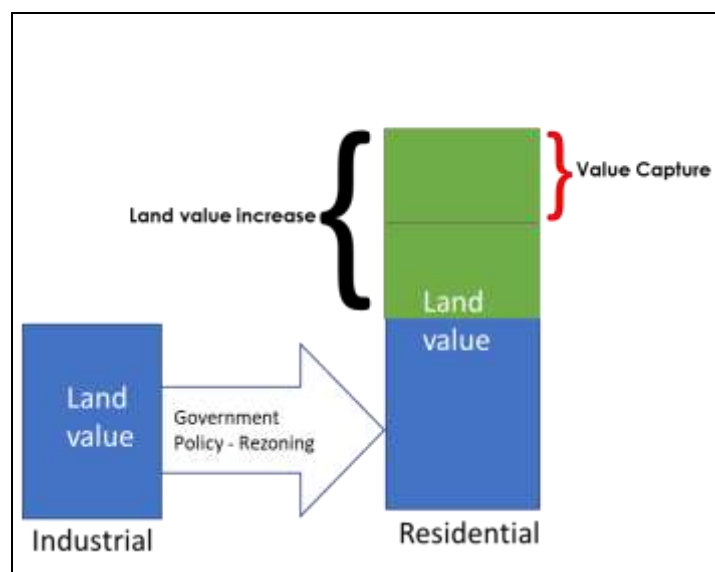 Value Capture
Land value increase
Land
value
Land
value
Government
Policy - Rezoning
Industrial
Residential